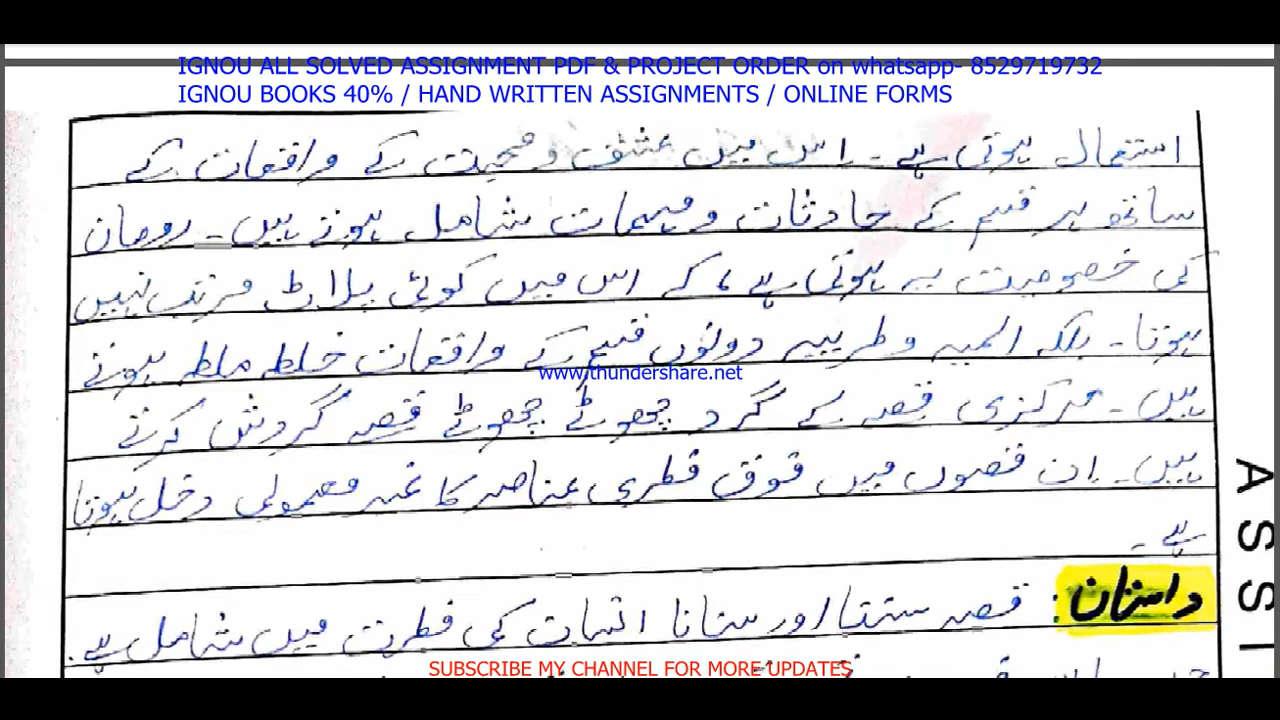 IGNOU ALL SOLVED ASSIGNMENT PDF & PROJECT ORDER on whatsapp- 8529719732
IGNOU BOOKS 40% / HAND WRITTEN ASSIGNMENTS / ONLINE FORMS
استعمال ہوتی ہے۔ اس میں عشق و محبت کے واقعات کے
ساتھ ہر قسم کے حادثات و مہمات شامل ہوتے ہیں۔ رومان
کی خصوصیت یہ ہوتی ہے، کہ اس میں کوئی پلاٹ مرتب نہیں
ہوتا۔ بلکہ المیہ و طربیہ دونوں قسم کے واقعات خلط ملط ہوتے
www.thundershare.net
ہیں۔ مرکزی قصہ کے گرد چھوٹے چھوٹے قصہ گردش کرتے
ہیں۔ ان قصوں میں فوق فطری عناصر کا غیر معمولی دخل ہوتا
ہے۔
داستان: قصہ سننا اور سنانا انسان کی فطرت میں شامل ہے۔
SUBSCRIBE MY CHANNEL FOR MORE UPDATES
A S S I